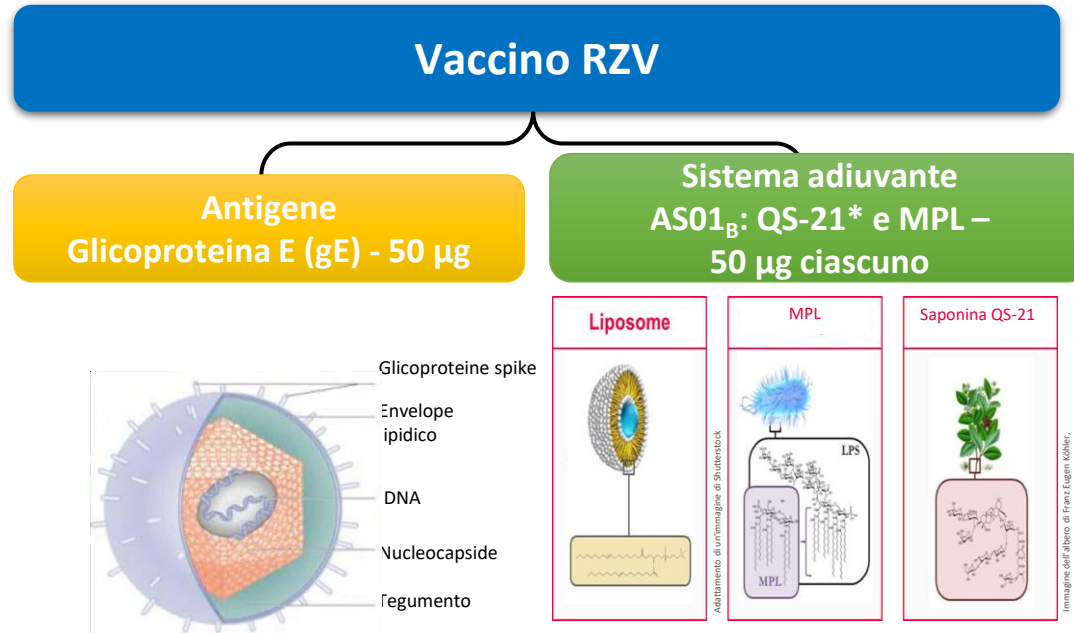 Vaccino RZV
Antigene
Glicoproteina E (gE) - 50 µg
Sistema adiuvante
AS01B: QS-21* e MPL –
50 µg ciascuno
Glicoproteine spike
Envelope
lipidico
DNA
Nucleocapside
Tegumento
Liposome
Adattamento di un'immagine di Shutterstock
MPL
LPS
MPL
Saponina QS-21
Immagine dell'albero di Franz Eugen Köhler,